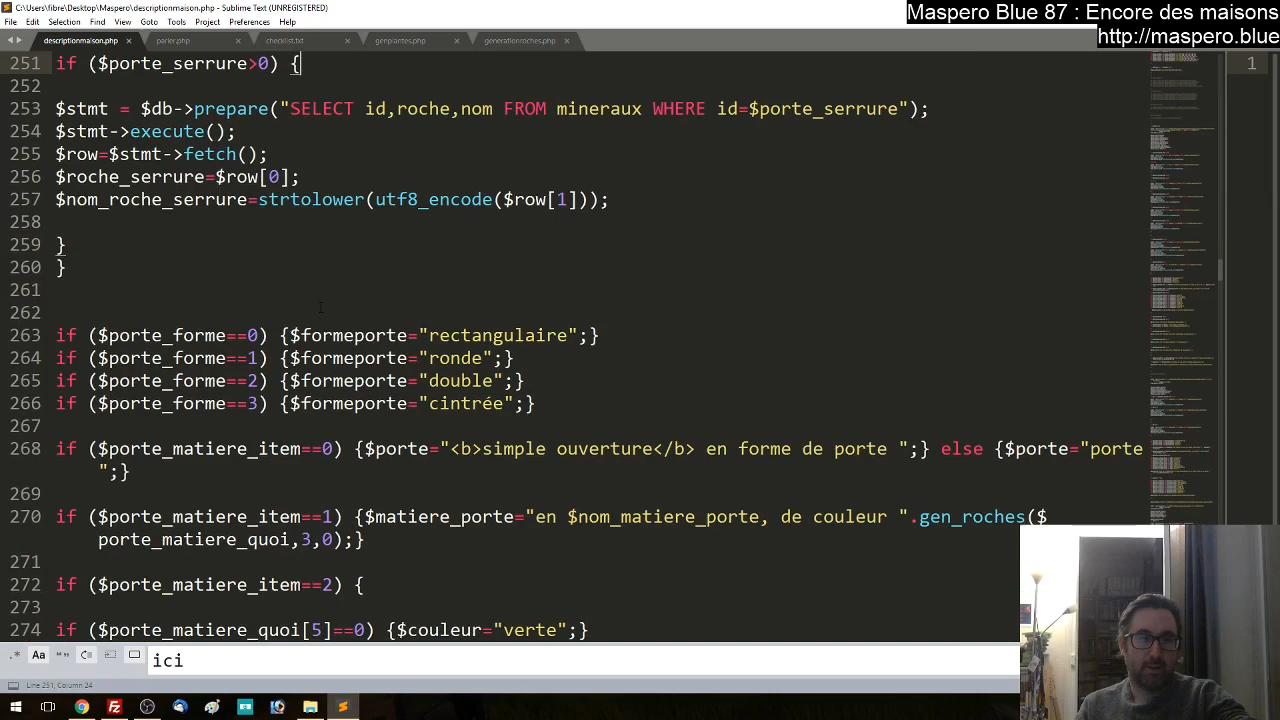 C:\Users\fibre\Desktop\Maspero\descriptionmaison.php - Sublime Text (UNREGISTERED)
Maspero Blue 87 : Encore des maisons
File Edit Selection Find View Goto Tools Project Preferences Help
http://maspero.blue
descriptionmaison.php × parler.php × checklist.txt × genplantes.php × generationroches.php ×
251 if ($porte_serrure>0) {
1
252
253 $stmt = $db->prepare("SELECT id,roche,nom FROM mineraux WHERE id=$porte_serrure");
254 $stmt->execute();
255 $row=$stmt->fetch();
256 $roche_serrure=$row[0];
257 $nom_roche_serrure=strtolower(utf8_encode($row[1]));
258
259 }
260 }
261
262
263 if ($porte_forme==0) {$formeporte="rectangulaire";}
264 if ($porte_forme==1) {$formeporte="ronde";}
265 if ($porte_forme==2) {$formeporte="double";}
266 if ($porte_forme==3) {$formeporte="cintrée";}
267
268 if ($porte_matiere_item==0) {$porte="<b>simple ouverture</b> en forme de porte ";} else {$porte="porte
";}
269
270 if ($porte_matiere_item==1) {$matiere_porte="en $nom_matiere_porte, de couleur ".gen_roches($
porte_matiere_quoi,3,0);}
271
272 if ($porte_matiere_item==2) {
273
274 if ($porte_matiere_quoi[5]==0) {$couleur="verte";}
ici
Line 251, Column 24